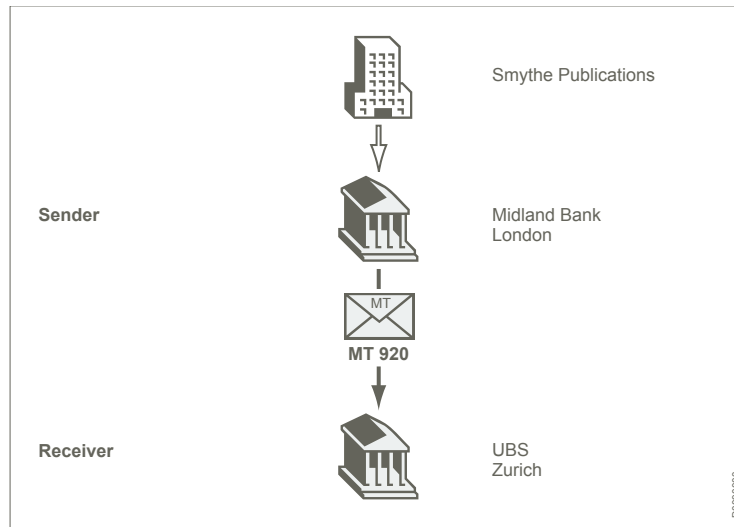 Smythe Publications
Sender
Midland Bank
London
MT
MT 920
Receiver
UBS
Zurich